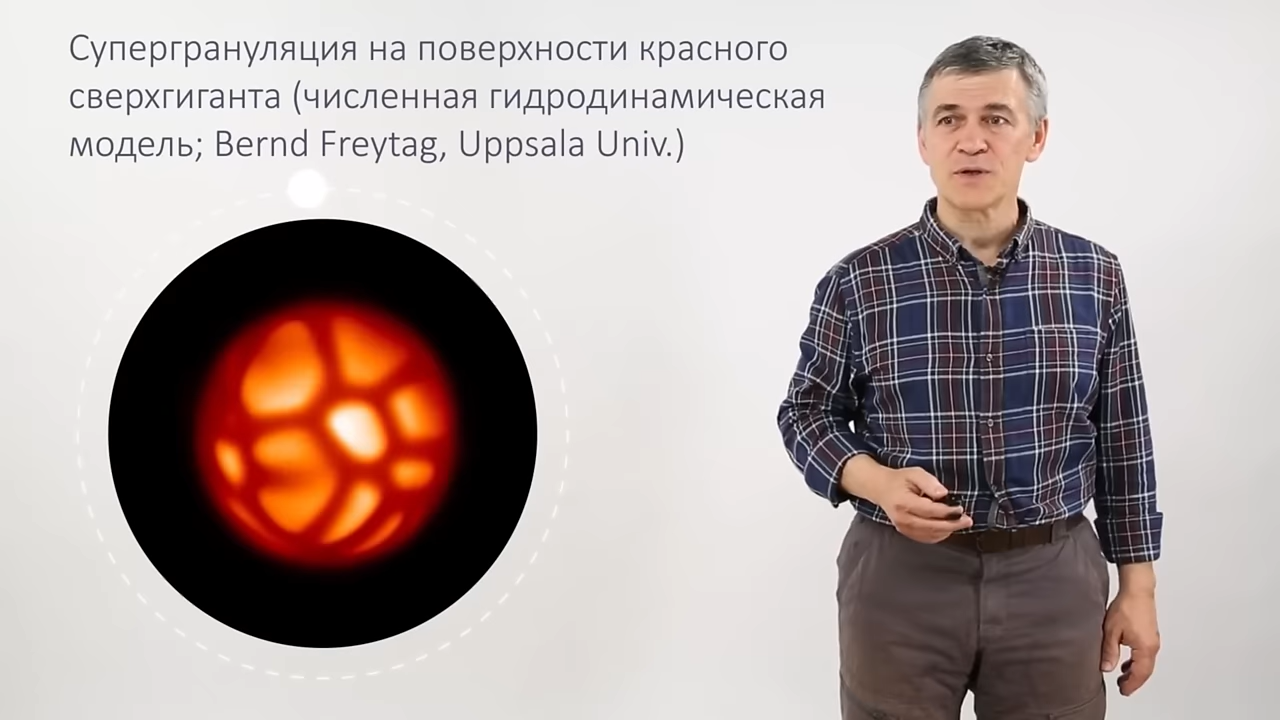 Супергрануляция на поверхности красного
сверхгиганта (численная гидродинамическая
модель; Bernd Freytag, Uppsala Univ.)